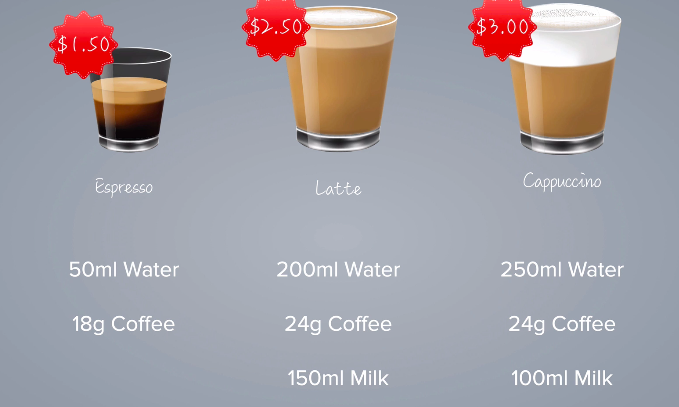 $1.50
$2.50
$3.00
Espresso
Latte
Cappuccino
50ml Water
200ml Water
250ml Water
18g Coffee
24g Coffee
24g Coffee
150ml Milk
100ml Milk